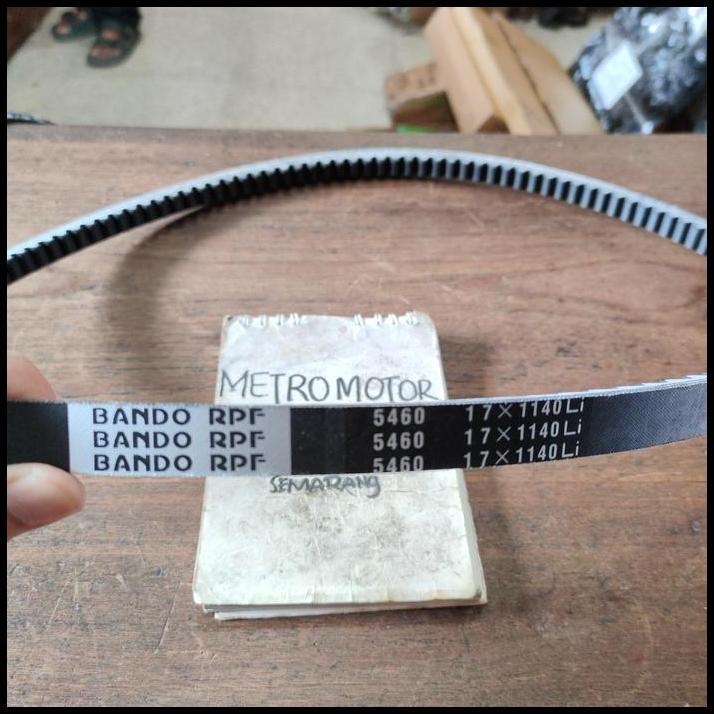 METRO MOTOR
BANDO RPF 5460 17×1140Li
BANDO RPF 5460 17×1140Li
BANDO RPF 5460 17×1140Li
SEMARANG